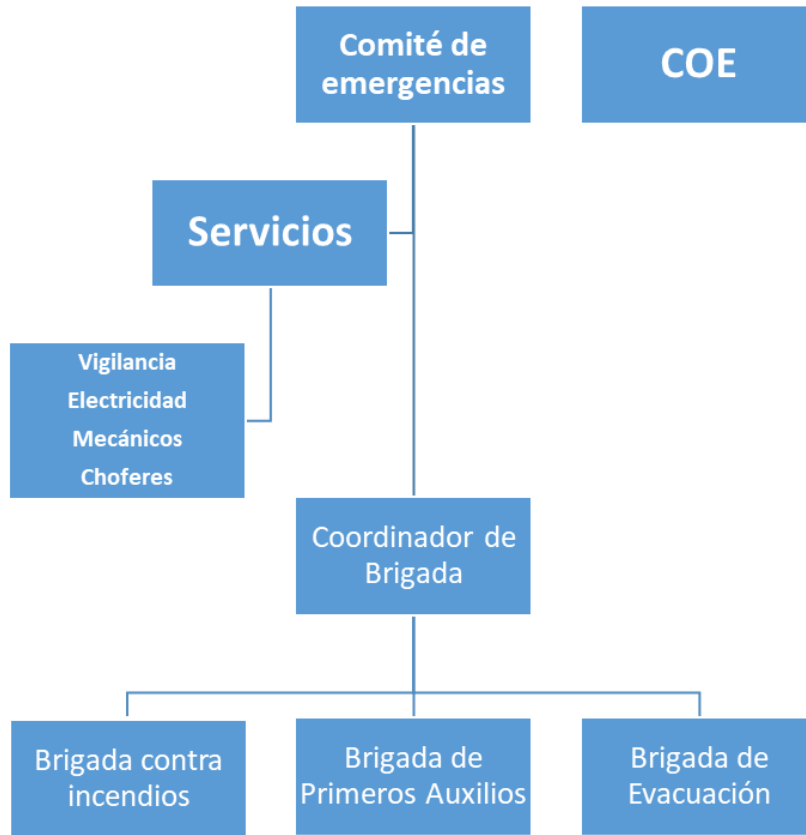 Comité de
emergencias
COE
Servicios
Vigilancia
Electricidad
Mecánicos
Choferes
Coordinador de
Brigada
Brigada contra
incendios
Brigada de
Primeros Auxilios
Brigada de
Evacuación